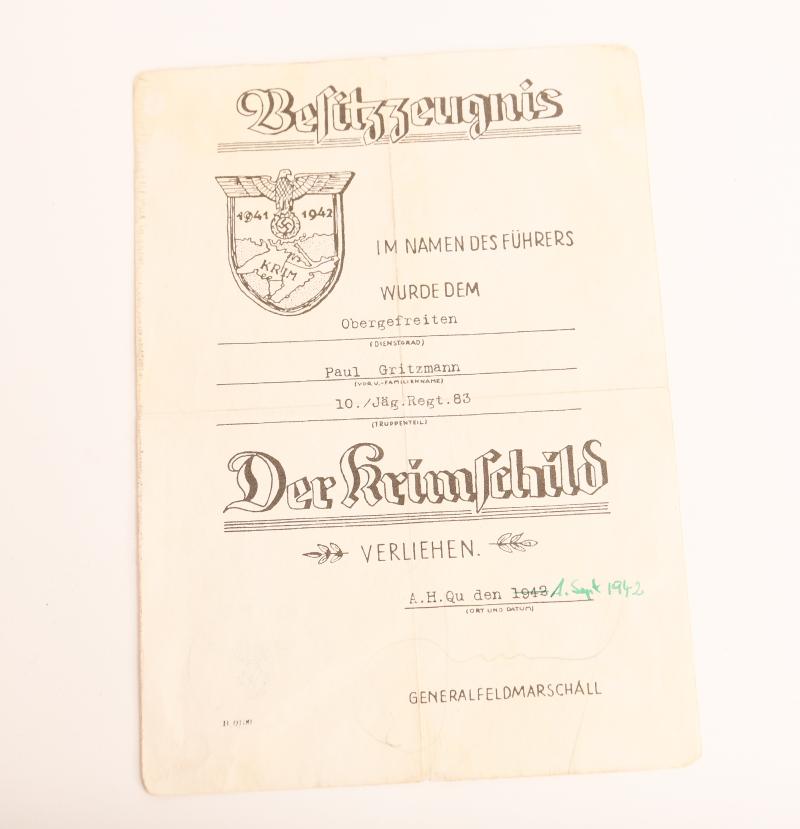 Besitzzeugnis
1941 1942
KRIM
IM NAMEN DES FÜHRERS
WURDE DEM
Obergefreiten
(DIENSTGRAD)
Paul Gritzmann
(VOR U.-FAMILIENNAME)
10./Jäg.Regt.83
(TRUPPENTEIL)
Der Krimschild
VERLIEHEN.
A.H.Qu den 1943. 1. Sept 1942
(ORT UND DATUM)
GENERALFELDMARSCHALL